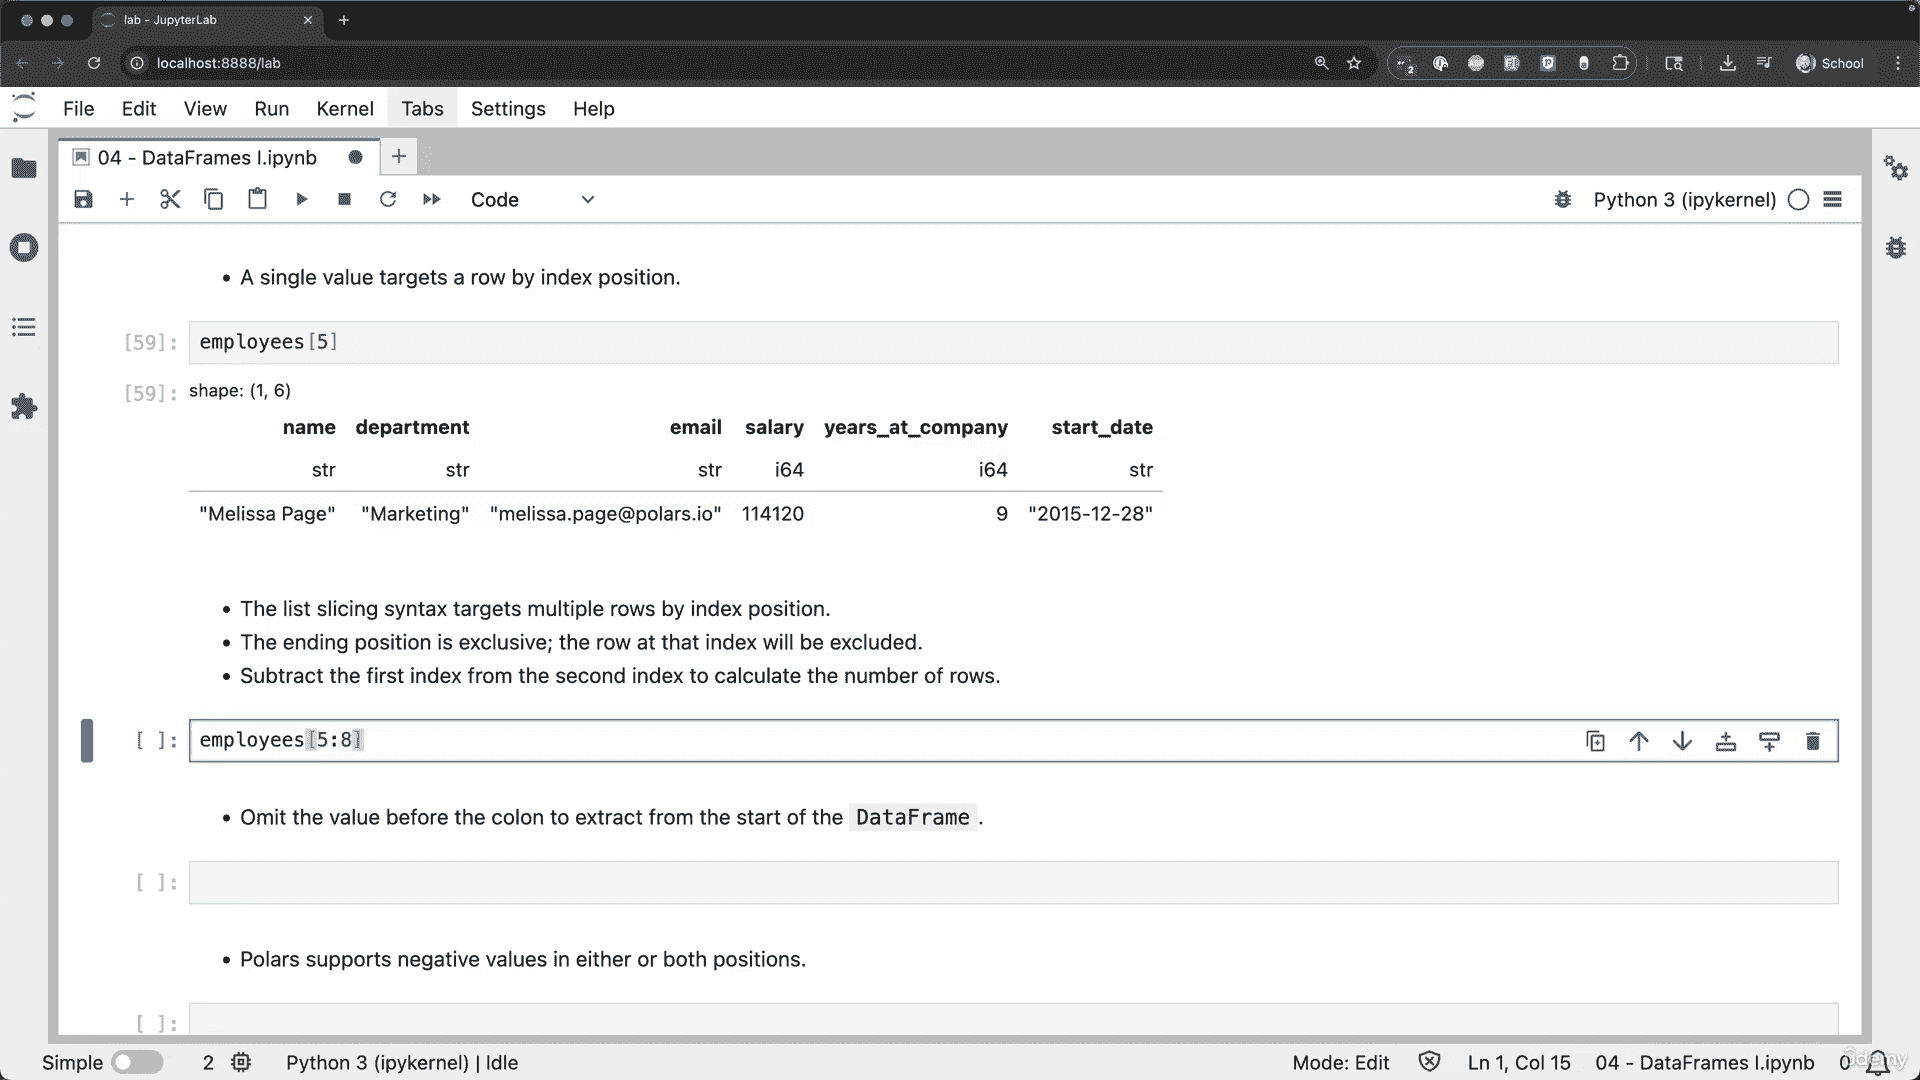 lab - JupyterLab
localhost:8888/lab
2
School
File Edit View Run Kernel Tabs Settings Help
04 - DataFrames I.ipynb
Code
Python 3 (ipykernel)
• A single value targets a row by index position.
[59]: employees[5]
[59]: shape: (1, 6)
name department email salary years_at_company start_date
str str str i64 i64 str
"Melissa Page" "Marketing" "melissa.page@polars.io" 114120 9 "2015-12-28"
• The list slicing syntax targets multiple rows by index position.
• The ending position is exclusive; the row at that index will be excluded.
• Subtract the first index from the second index to calculate the number of rows.
[ ]: employees[5:8]
• Omit the value before the colon to extract from the start of the DataFrame.
[ ]:
• Polars supports negative values in either or both positions.
[ ]:
Simple 2 Python 3 (ipykernel) | Idle Mode: Edit Ln 1, Col 15 04 - DataFrames I.ipynb 0